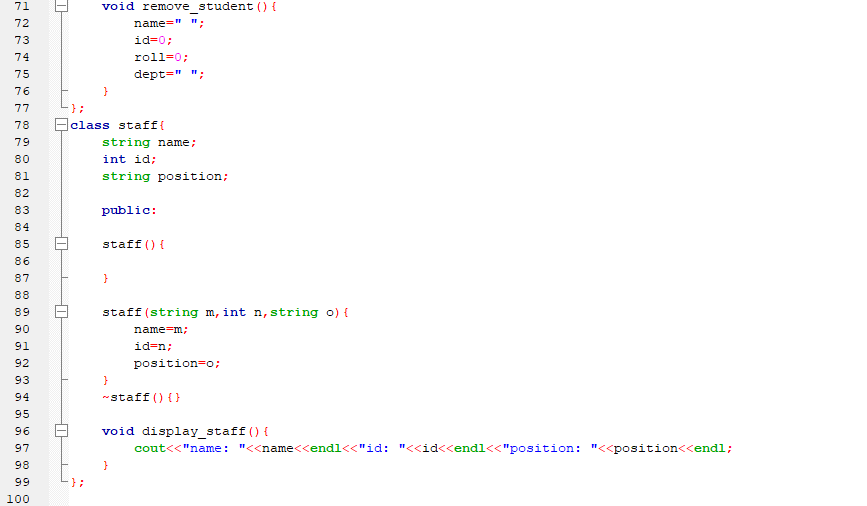 71 void remove_student(){
72 name=" ";
73 id=0;
74 roll=0;
75 dept=" ";
76 }
77 };
78 class staff{
79 string name;
80 int id;
81 string position;
82
83 public:
84
85 staff(){
86
87 }
88
89 staff(string m,int n,string o){
90 name=m;
91 id=n;
92 position=o;
93 }
94 ~staff(){}
95
96 void display_staff(){
97 cout<<"name: "<<name<<endl<<"id: "<<id<<endl<<"position: "<<position<<endl;
98 }
99 };
100